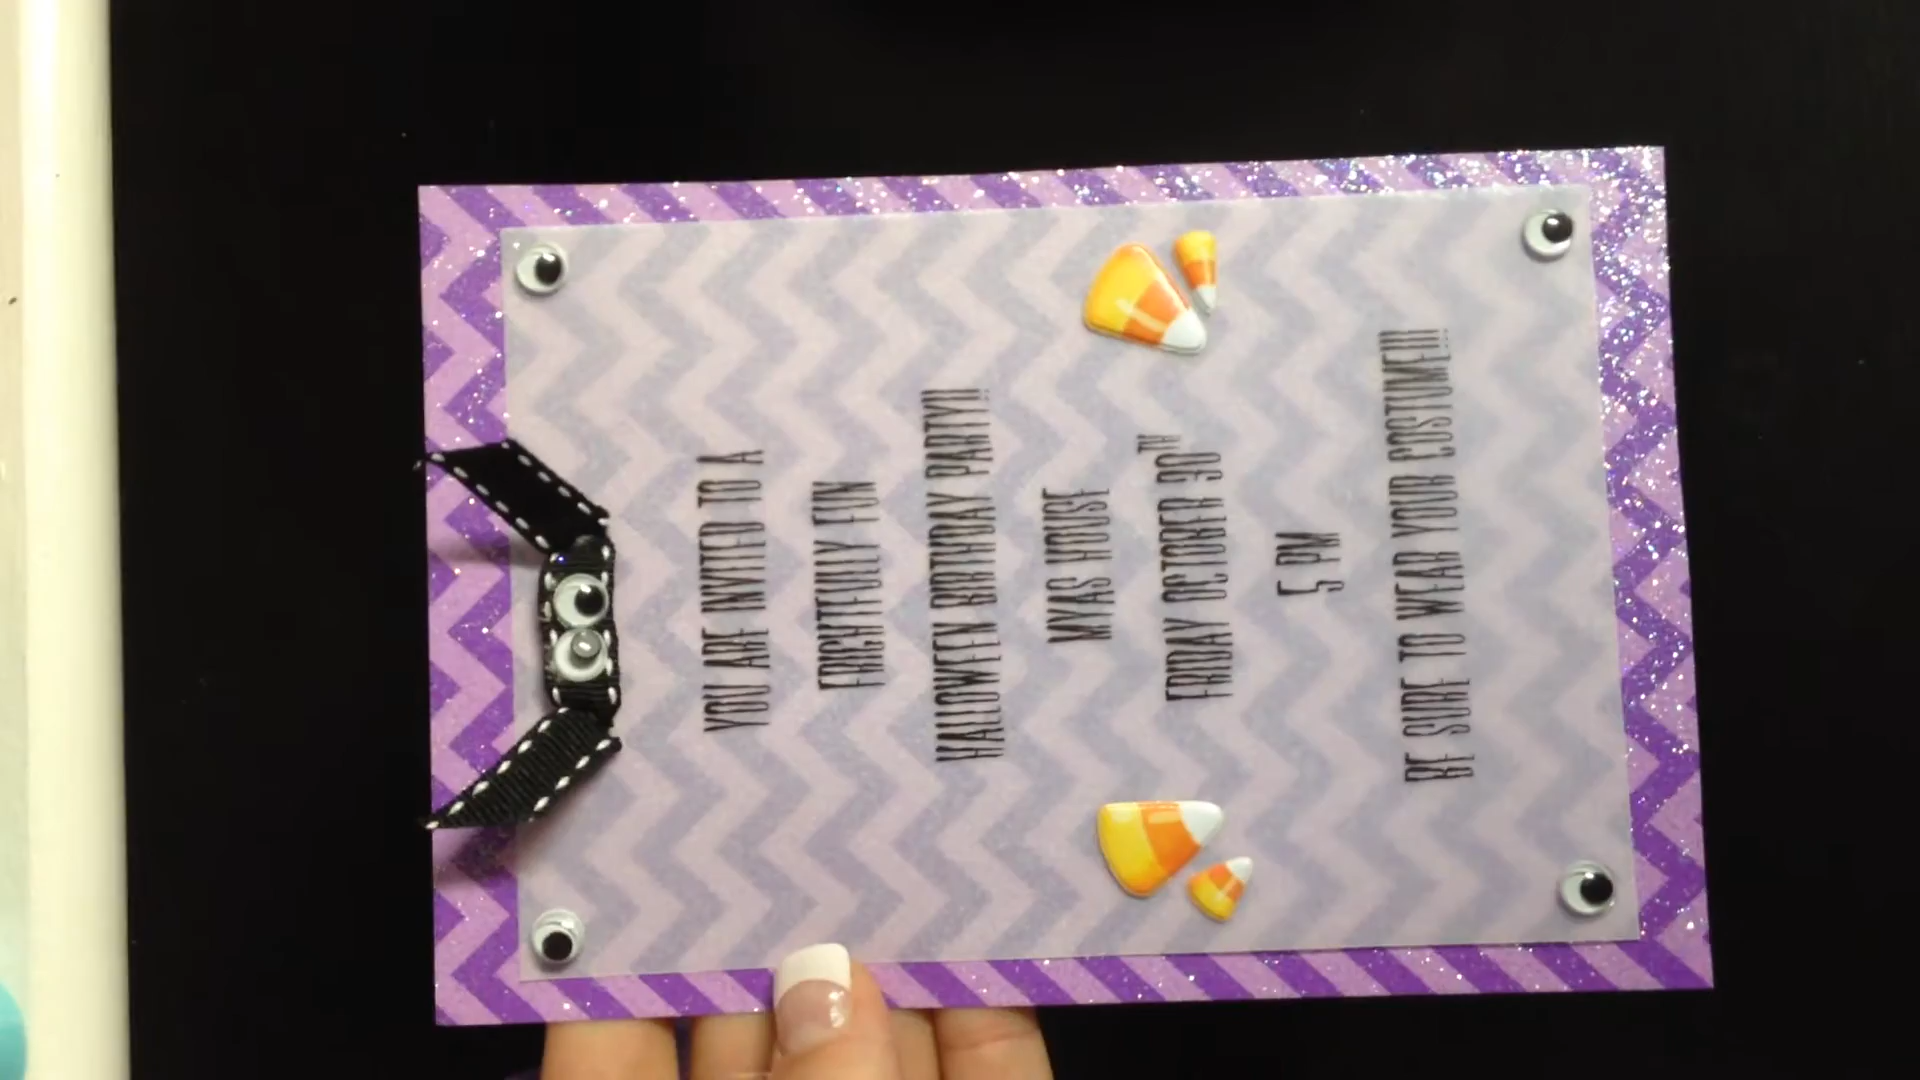 YOU ARE INVITED TO A
FRIGHTFULLY FUN
HALLOWEEN BIRTHDAY PARTY!!!
MYAS HOUSE
FRIDAY OCTOBER 30TH
5 PM
BE SURE TO WEAR YOUR COSTUME!!!!